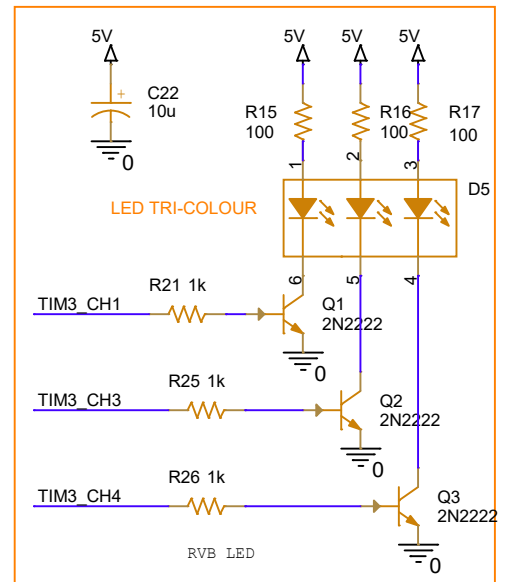 5V
5V 5V 5V
C22
10u
R15
100
R16
100
R17
100
0
1
2
3
D5
LED TRI-COLOUR
6
5
4
R21 1k
TIM3_CH1
Q1
2N2222
0
R25 1k
TIM3_CH3
Q2
2N2222
0
R26 1k
TIM3_CH4
Q3
2N2222
0
RVB LED
+